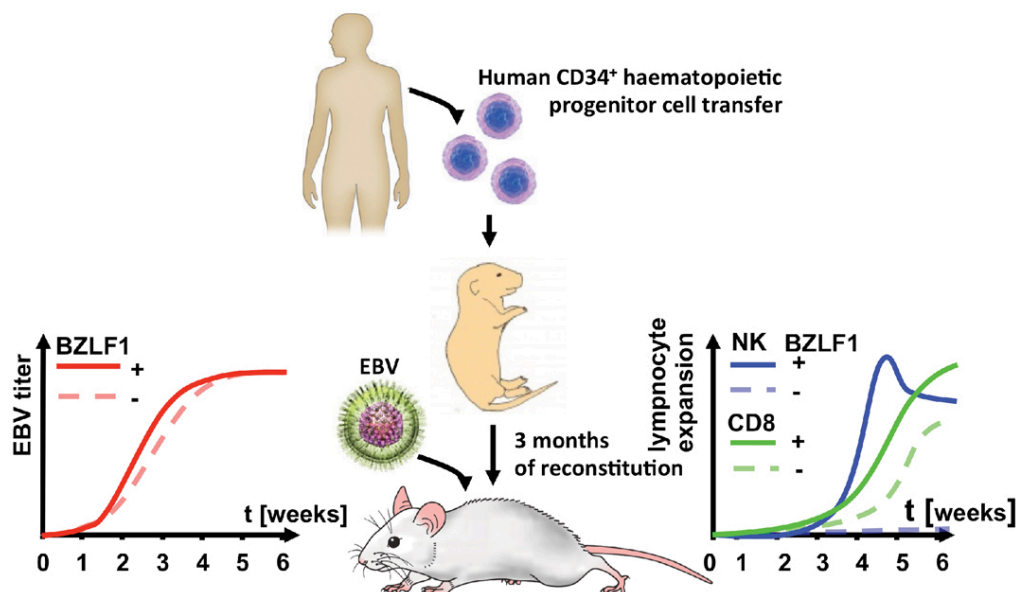 Human CD34⁺ haematopoietic
progenitor cell transfer
EBV titer
BZLF1
+
-
t [weeks]
0 1 2 3 4 5 6
EBV
3 months
of reconstitution
lympnocyte
expansion
NK BZLF1
+
-
CD8
+
-
t [weeks]
0 1 2 3 4 5 6